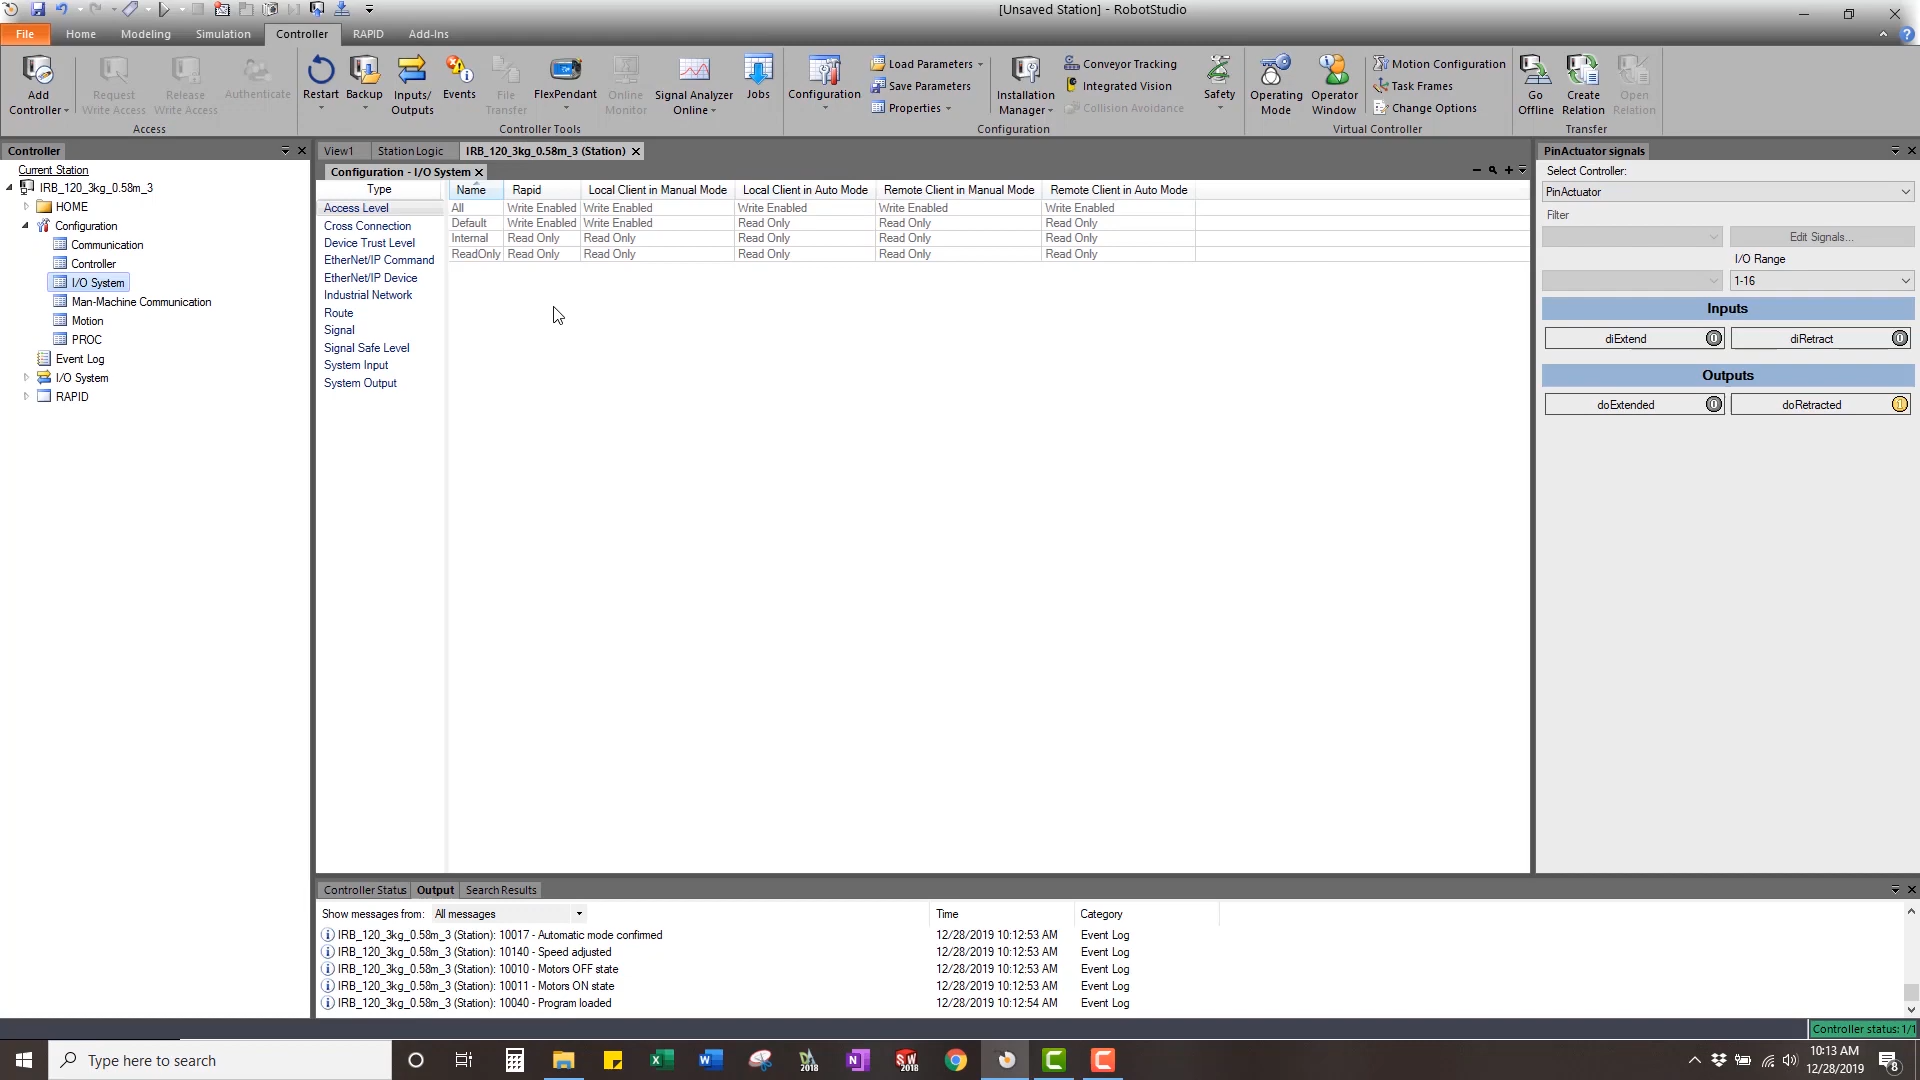 [Unsaved Station] - RobotStudio
File Home Modeling Simulation Controller RAPID Add-Ins
Add Controller
Request Write Access
Release Write Access
Authenticate
Access
Restart
Backup
Inputs/ Outputs
Events
File Transfer
FlexPendant
Online Monitor
Signal Analyzer Online
Jobs
Controller Tools
Configuration
Load Parameters
Save Parameters
Properties
Installation Manager
Conveyor Tracking
Integrated Vision
Collision Avoidance
Configuration
Safety
Operating Mode
Operator Window
Motion Configuration
Task Frames
Change Options
Virtual Controller
Go Offline
Create Relation
Open Relation
Transfer
Controller
Current Station
IRB_120_3kg_0.58m_3
HOME
Configuration
Communication
Controller
I/O System
Man-Machine Communication
Motion
PROC
Event Log
I/O System
RAPID
View1 Station Logic IRB_120_3kg_0.58m_3 (Station)
Configuration - I/O System
Type
Access Level
Cross Connection
Device Trust Level
EtherNet/IP Command
EtherNet/IP Device
Industrial Network
Route
Signal
Signal Safe Level
System Input
System Output
Name Rapid Local Client in Manual Mode Local Client in Auto Mode Remote Client in Manual Mode Remote Client in Auto Mode
All Write Enabled Write Enabled Write Enabled Write Enabled Write Enabled
Default Write Enabled Write Enabled Read Only Read Only Read Only
Internal Read Only Read Only Read Only Read Only Read Only
ReadOnly Read Only Read Only Read Only Read Only Read Only
PinActuator signals
Select Controller:
PinActuator
Filter
Edit Signals...
I/O Range
1-16
Inputs
diExtend 0 diRetract 0
Outputs
doExtended 0 doRetracted 1
Controller Status Output Search Results
Show messages from: All messages Time Category
IRB_120_3kg_0.58m_3 (Station): 10017 - Automatic mode confirmed 12/28/2019 10:12:53 AM Event Log
IRB_120_3kg_0.58m_3 (Station): 10140 - Speed adjusted 12/28/2019 10:12:53 AM Event Log
IRB_120_3kg_0.58m_3 (Station): 10010 - Motors OFF state 12/28/2019 10:12:53 AM Event Log
IRB_120_3kg_0.58m_3 (Station): 10011 - Motors ON state 12/28/2019 10:12:53 AM Event Log
IRB_120_3kg_0.58m_3 (Station): 10040 - Program loaded 12/28/2019 10:12:54 AM Event Log
Controller status: 1/1
Type here to search
2018
2018
10:13 AM
12/28/2019
8